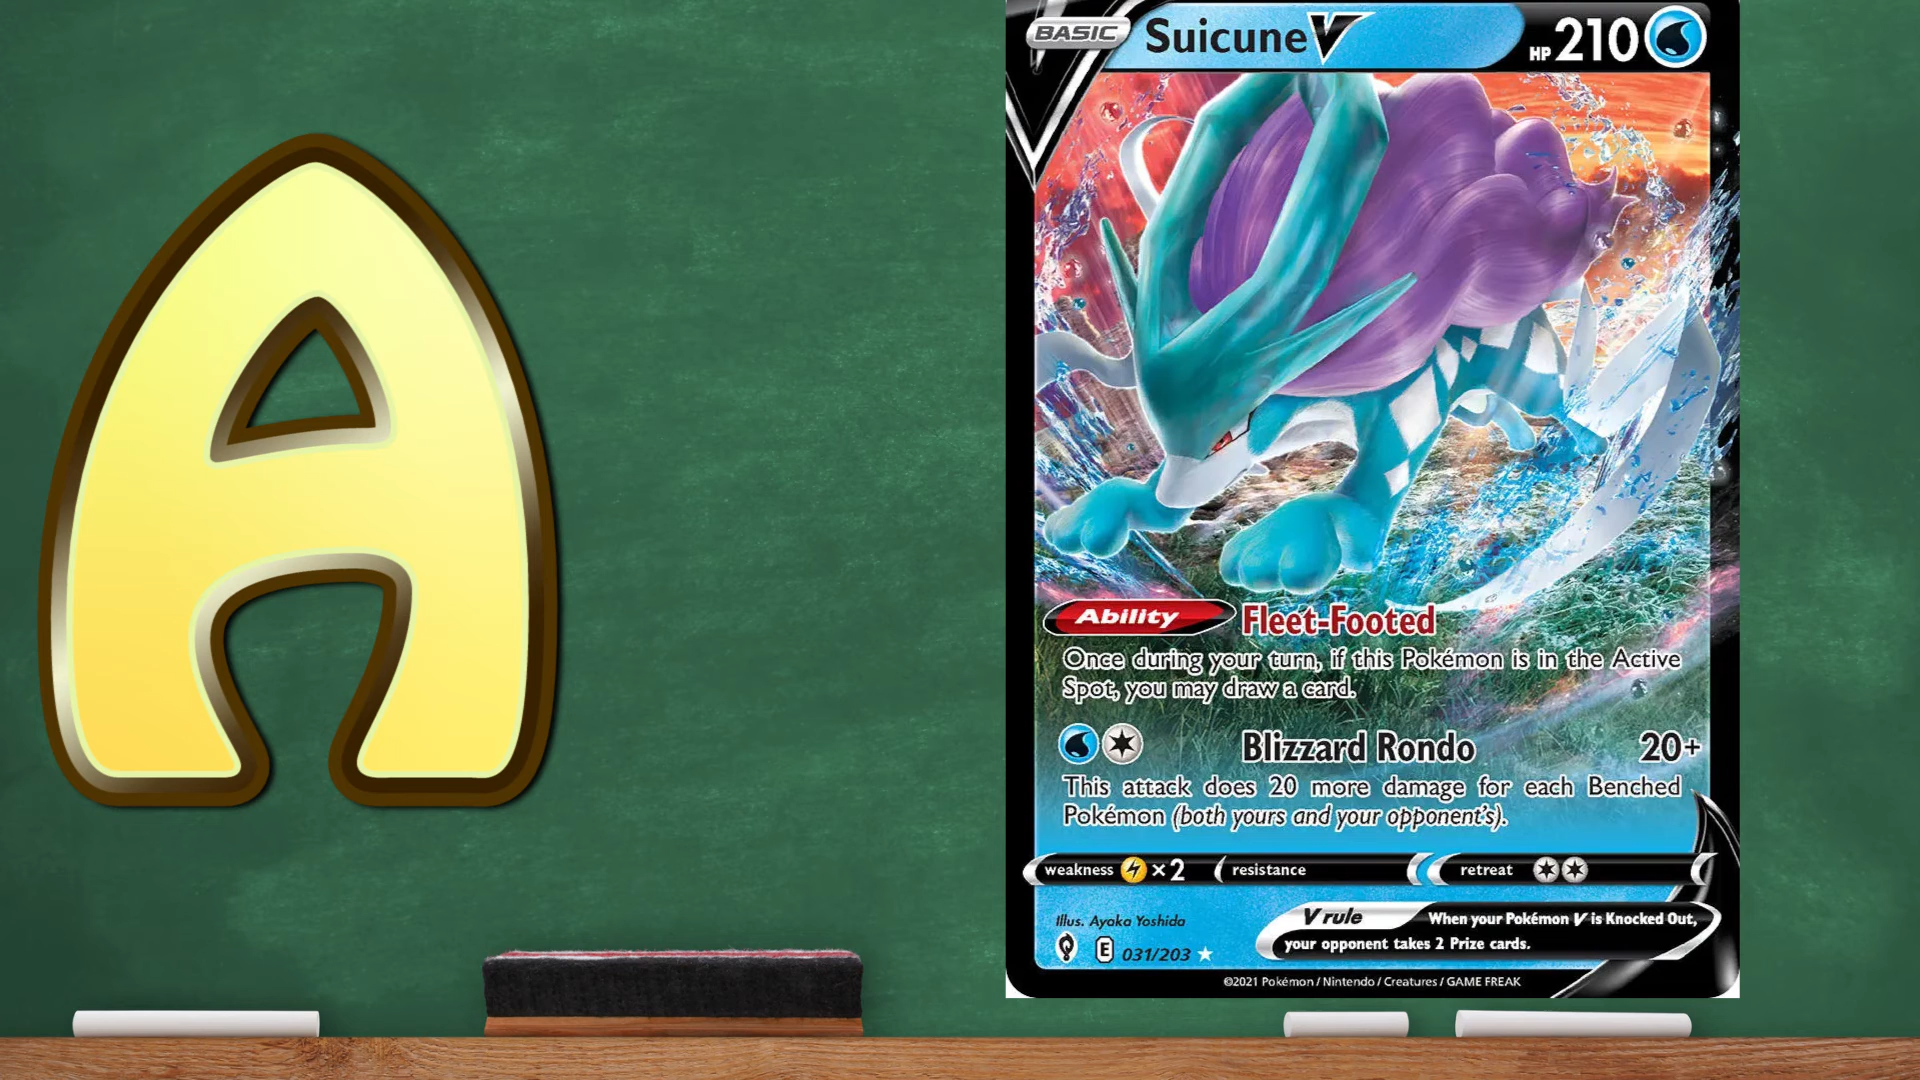 A
BASIC Suicune V HP 210
Ability Fleet-Footed
Once during your turn, if this Pokémon is in the Active
Spot, you may draw a card.
Blizzard Rondo 20+
This attack does 20 more damage for each Benched
Pokémon (both yours and your opponent's).
weakness ×2 resistance retreat
Illus. Ayaka Yoshida
V rule When your Pokémon V is Knocked Out,
your opponent takes 2 Prize cards.
E 031/203 ★
©2021 Pokémon / Nintendo / Creatures / GAME FREAK